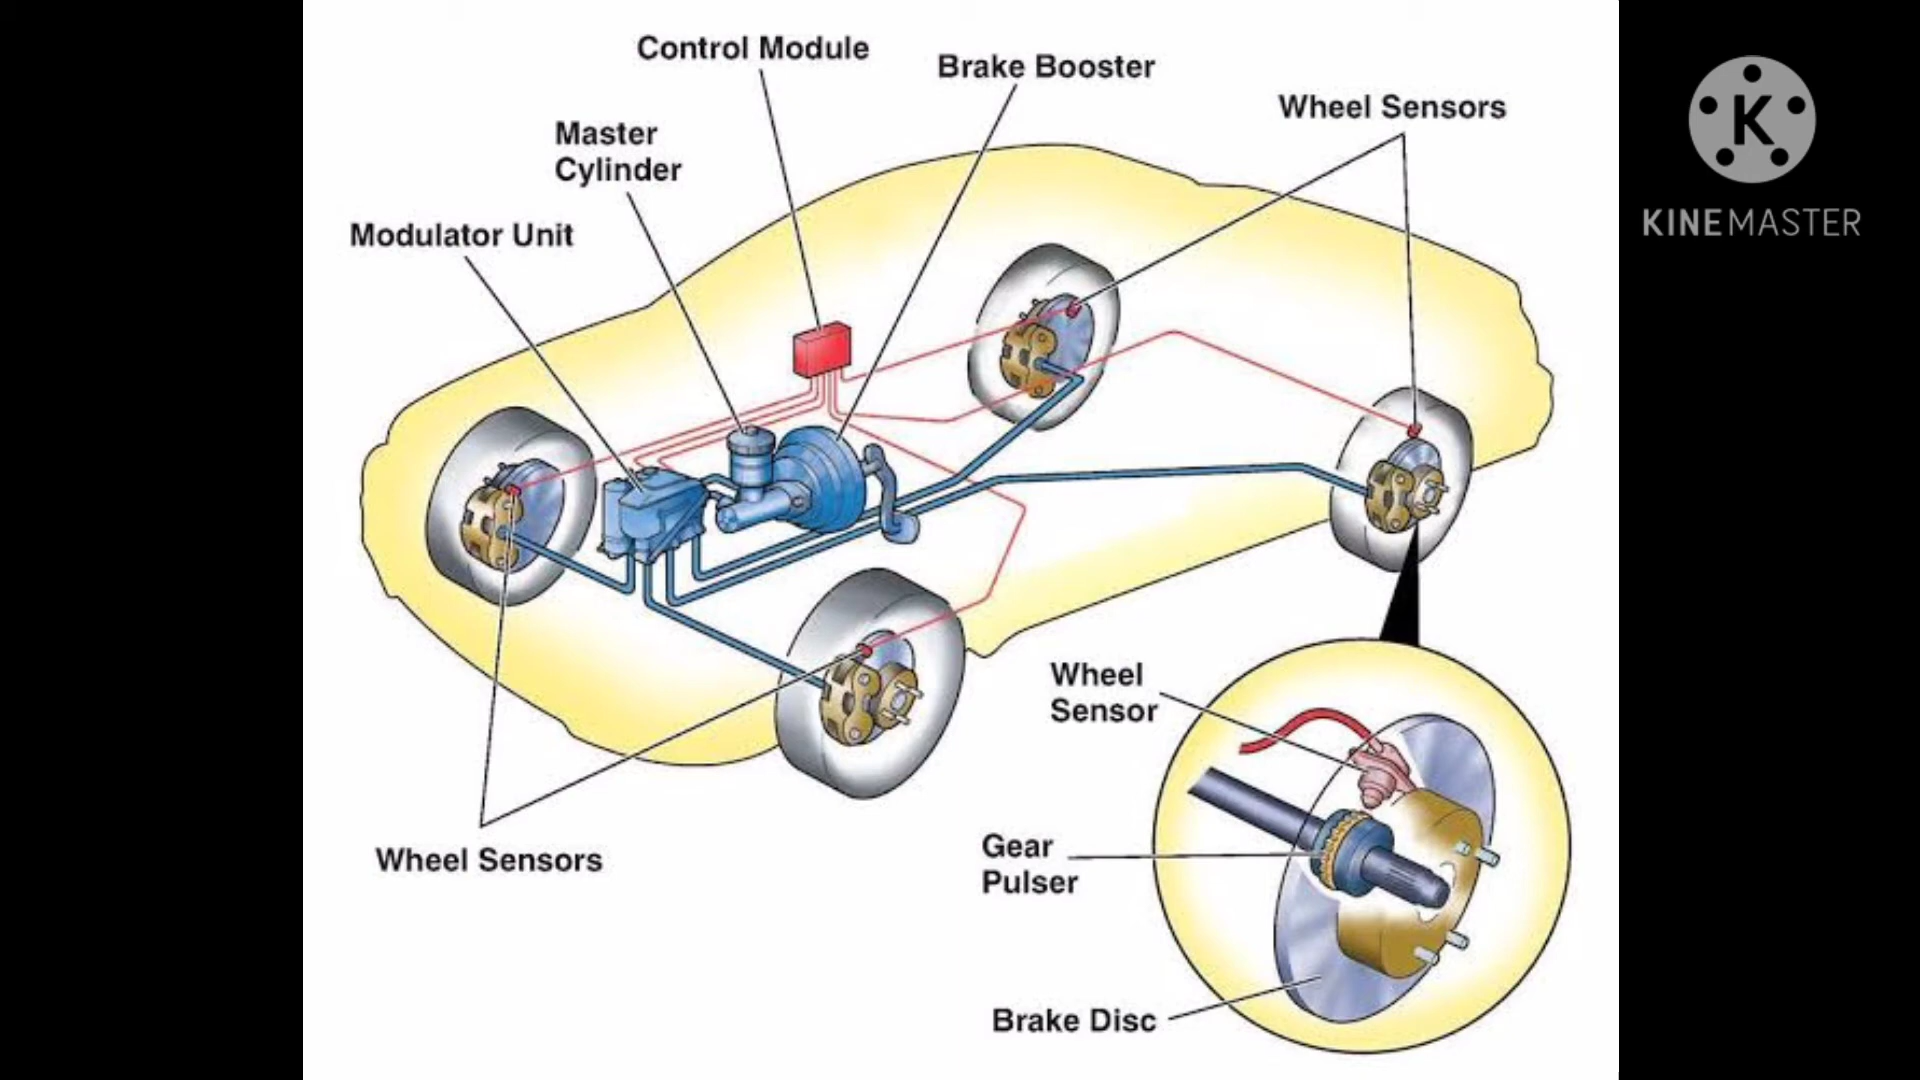 Control Module
Brake Booster
Wheel Sensors
Master
Cylinder
Modulator Unit
K
KINEMASTER
Wheel
Sensor
Wheel Sensors
Gear
Pulser
Brake Disc